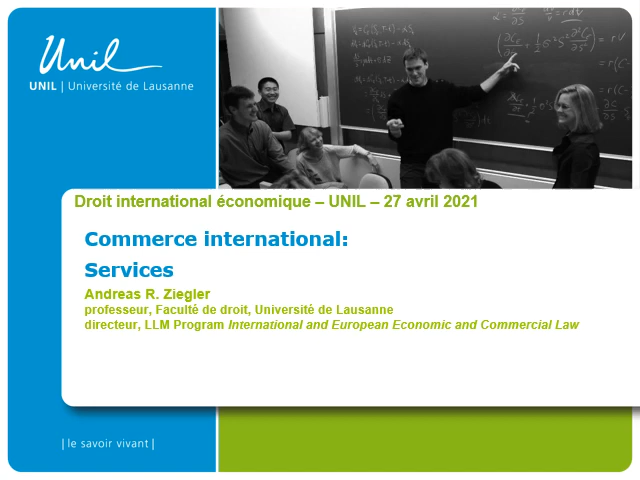 Unil
UNIL | Université de Lausanne
Droit international économique – UNIL – 27 avril 2021
Commerce international:
Services
Andreas R. Ziegler
professeur, Faculté de droit, Université de Lausanne
directeur, LLM Program International and European Economic and Commercial Law
| le savoir vivant |